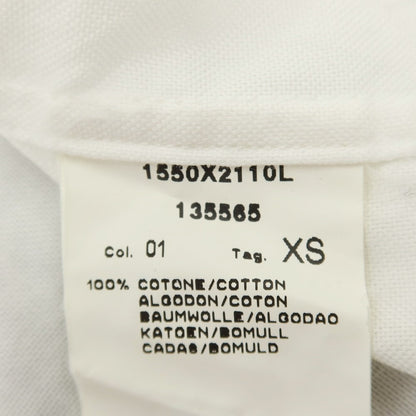 1550X2110L
135565
Col. 01 Tag. XS
100% COTONE/COTTON
ALGODON/COTON
BAUMWOLLE/ALGODAO
KATOEN/BOMULL
CADAS/BOMULD